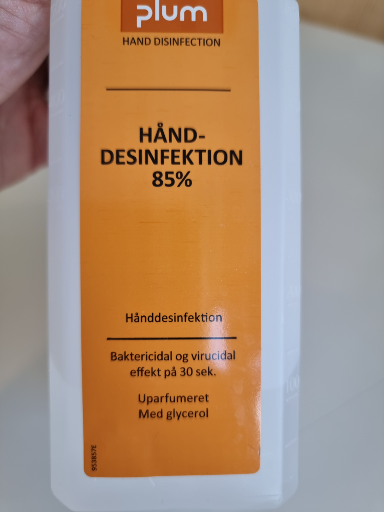 plum
HAND DISINFECTION
HÅND-
DESINFEKTION
85%
Hånddesinfektion
Baktericidal og virucidal
effekt på 30 sek.
Uparfumeret
Med glycerol